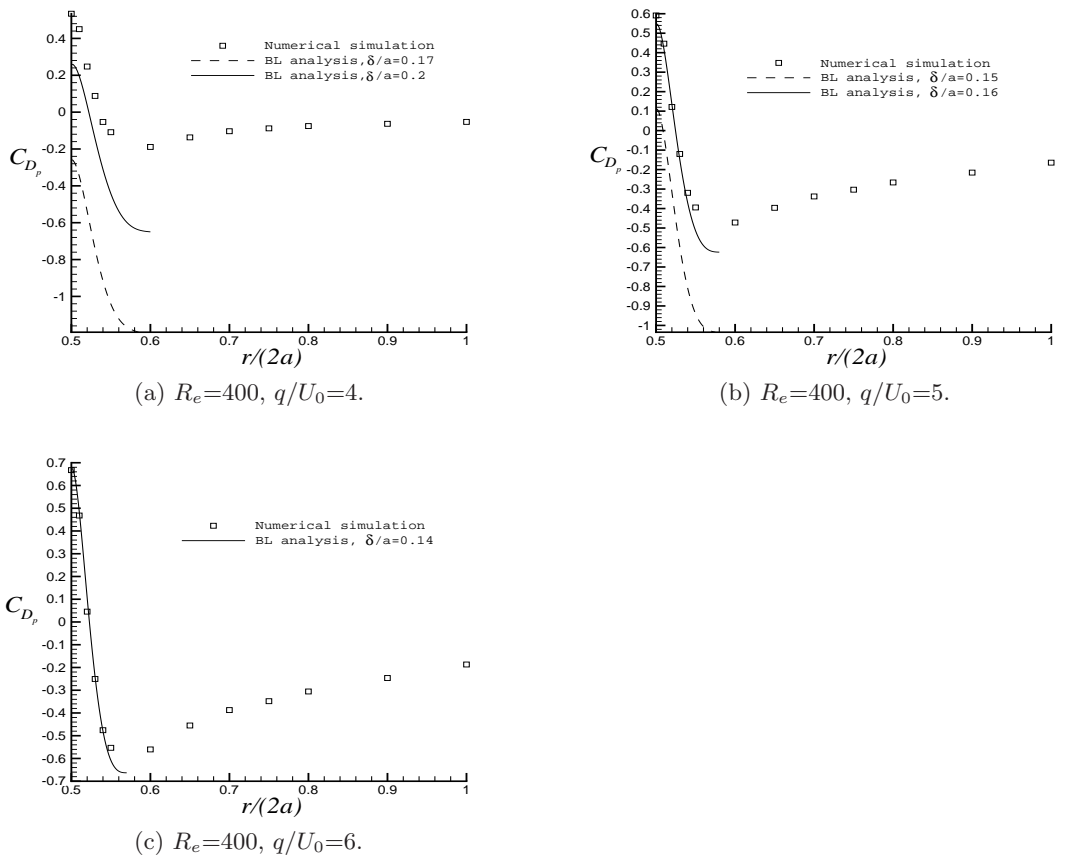 0.4
0.2
0
-0.2
-0.4
-0.6
-0.8
-1
C_{D_p}
Numerical simulation
BL analysis,δ/a=0.17
BL analysis,δ/a=0.2
0.5 0.6 0.7 0.8 0.9 1
r/(2a)
(a) R_e=400, q/U_0=4.
0.6
0.5
0.4
0.3
0.2
0.1
0
-0.1
-0.2
-0.3
-0.4
-0.5
-0.6
-0.7
-0.8
-0.9
-1
C_{D_p}
Numerical simulation
BL analysis, δ/a=0.15
BL analysis, δ/a=0.16
0.5 0.6 0.7 0.8 0.9 1
r/(2a)
(b) R_e=400, q/U_0=5.
0.7
0.6
0.5
0.4
0.3
0.2
0.1
0
-0.1
-0.2
-0.3
-0.4
-0.5
-0.6
-0.7
C_{D_p}
Numerical simulation
BL analysis, δ/a=0.14
0.5 0.6 0.7 0.8 0.9 1
r/(2a)
(c) R_e=400, q/U_0=6.